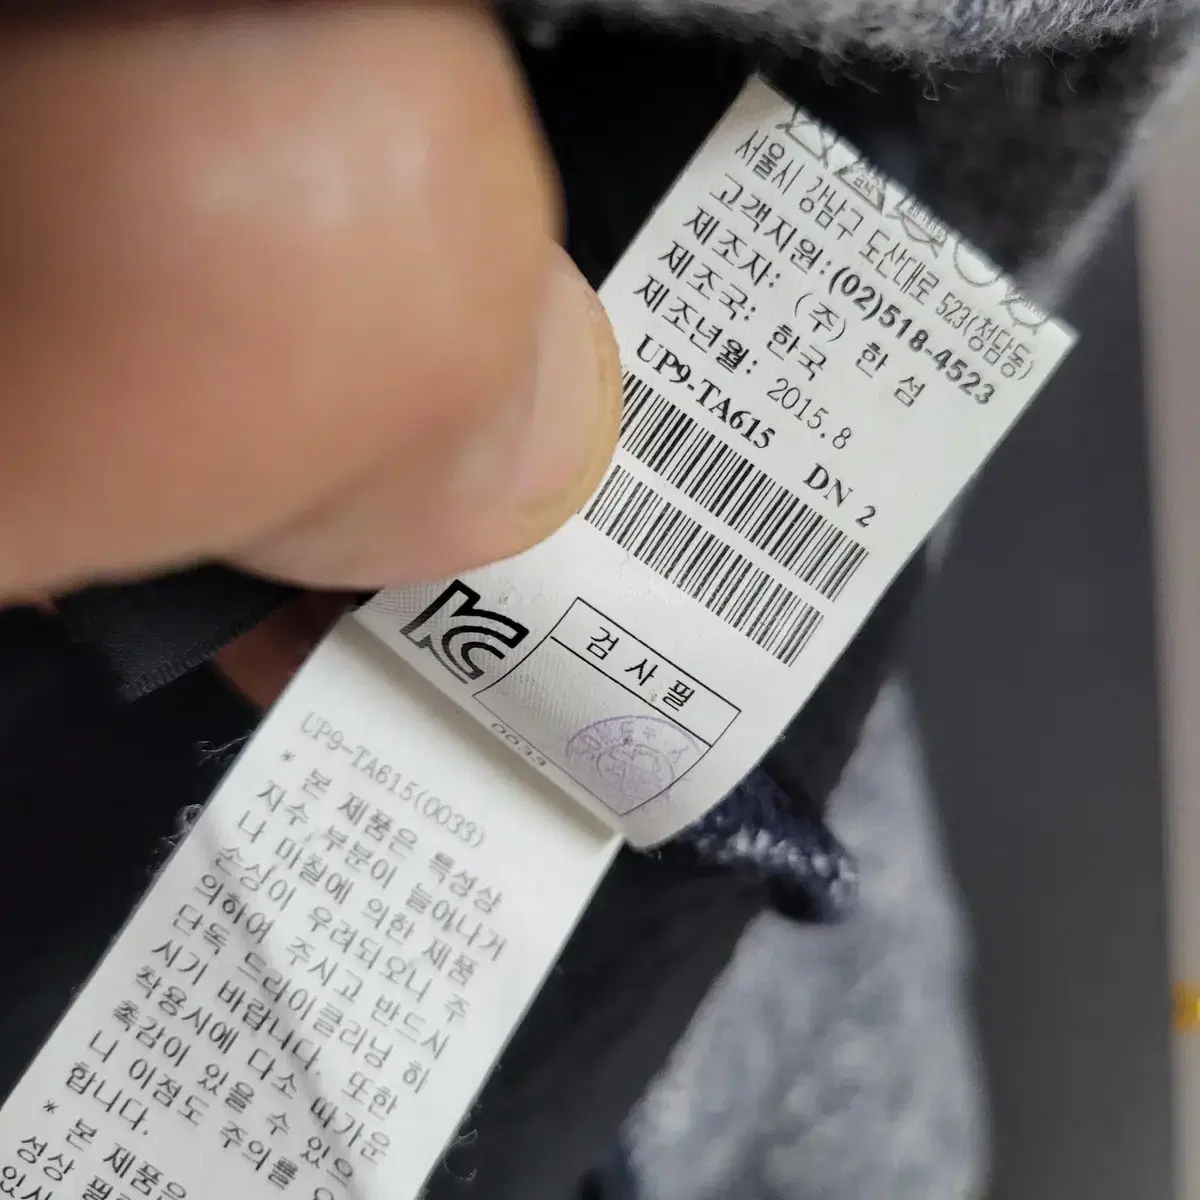 서울시 강남구 도산대로 523(청담동)
고객지원:(02)518-4523
제조자: (주) 한 섬
제조국: 한국
제조년월: 2015.8
UP9-TA615 DN 2
KC
검 사 필
0033
UP9-TA615(0033)
* 본 제품은 특성상
지수 부분이 늘어나거
나 마찰에 의한 제품
손상이 우려되오니 주
의하여 주시고 반드시
단독 드라이클리닝 하
시기 바랍니다. 또한
착용시에 다소 따가운
촉감이 있을 수 있으
니 이점도 주의를
합니다.
* 본 제품은
성상